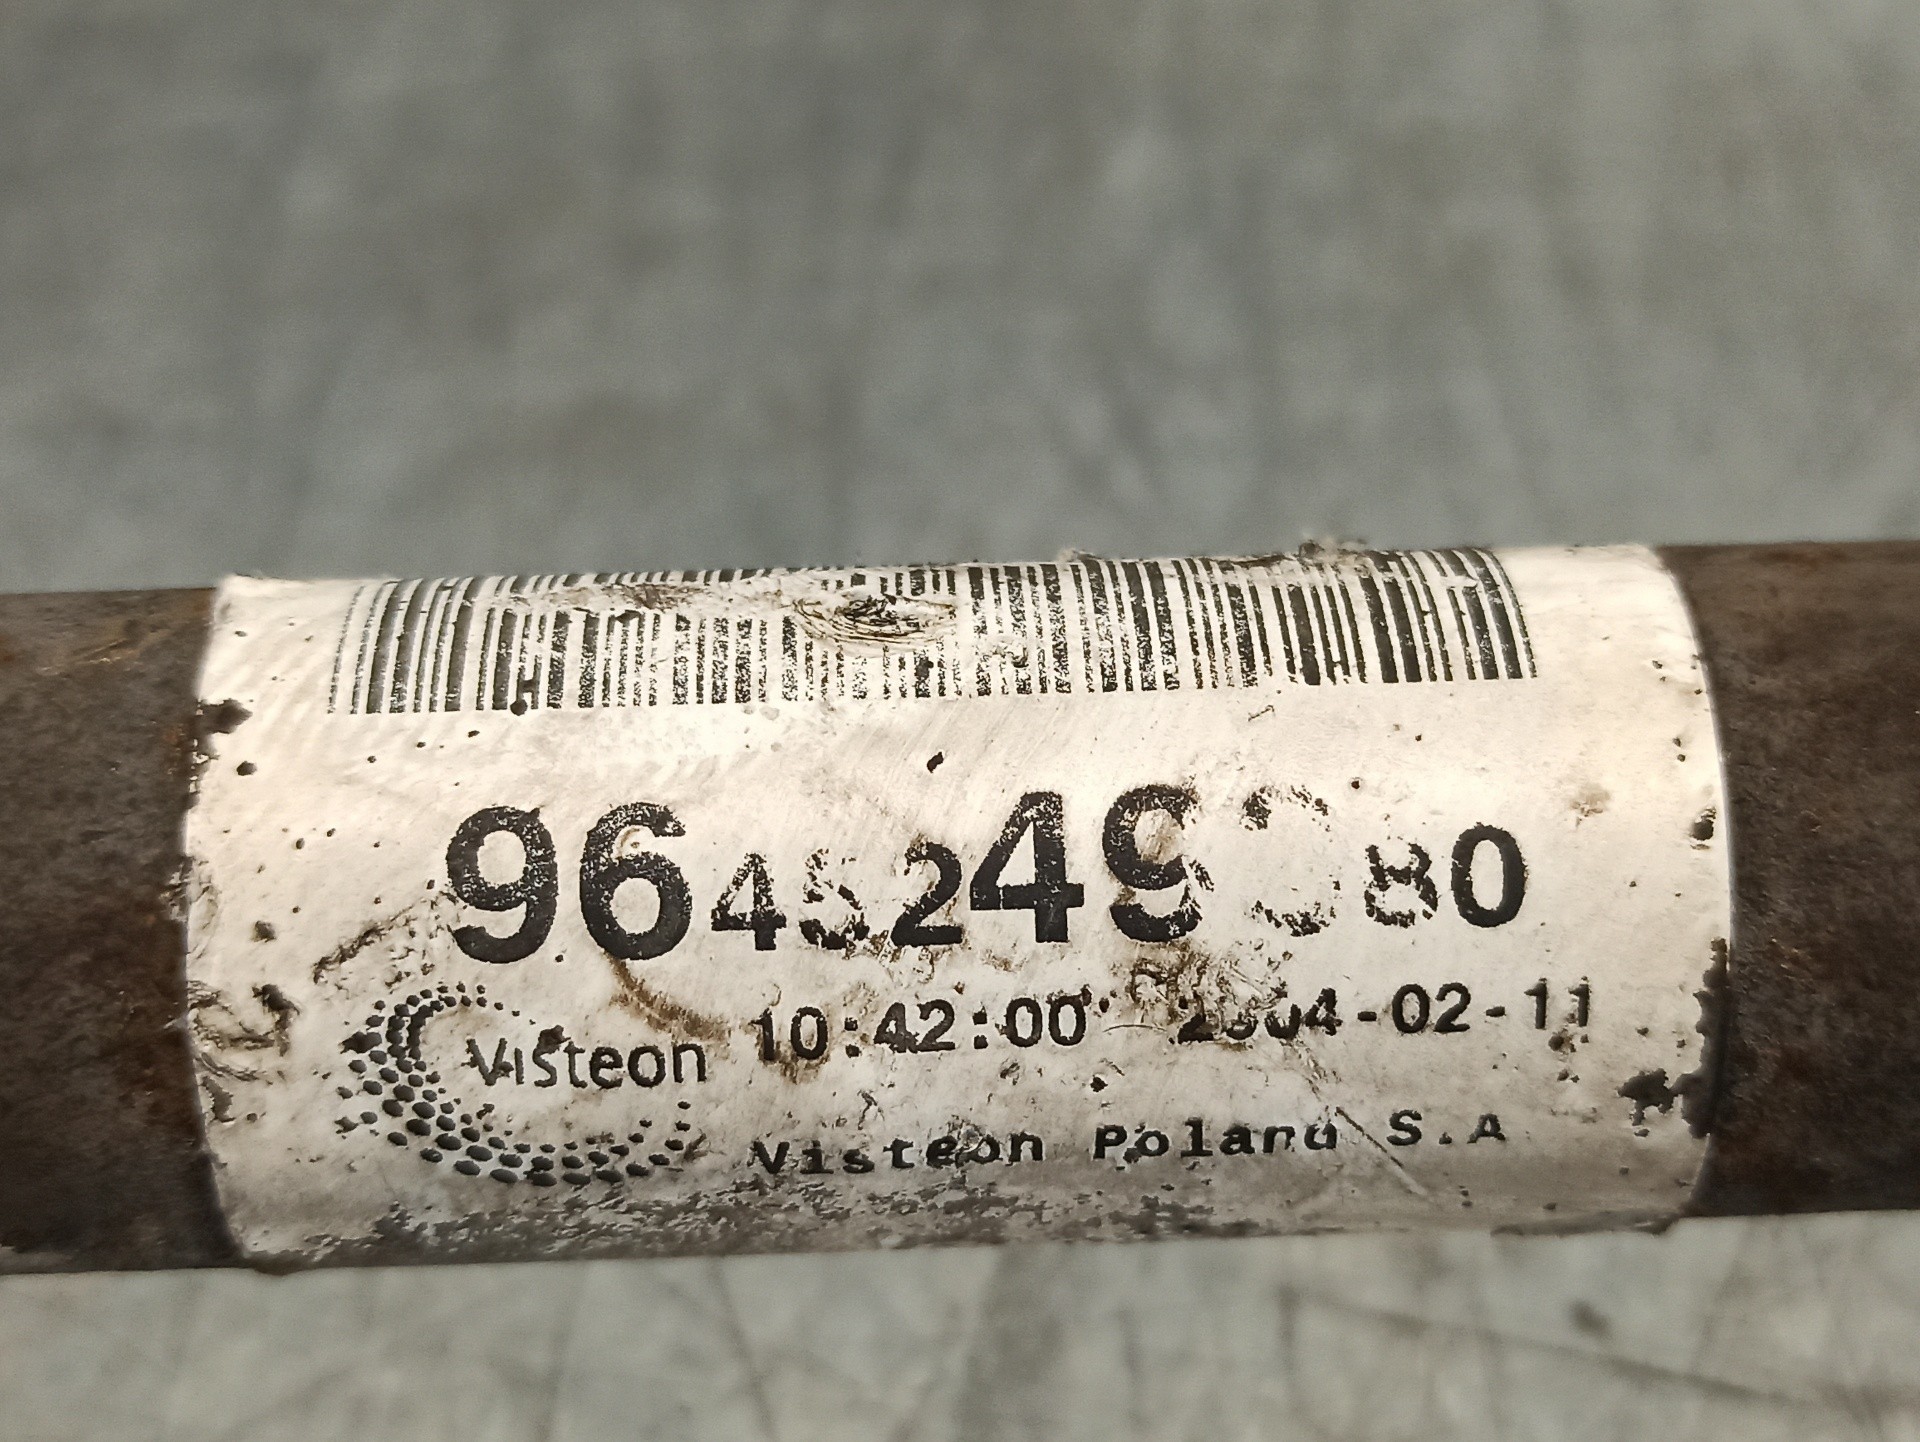 10:42:00 2004-02-11
Visteon
Visteon Poland S.A